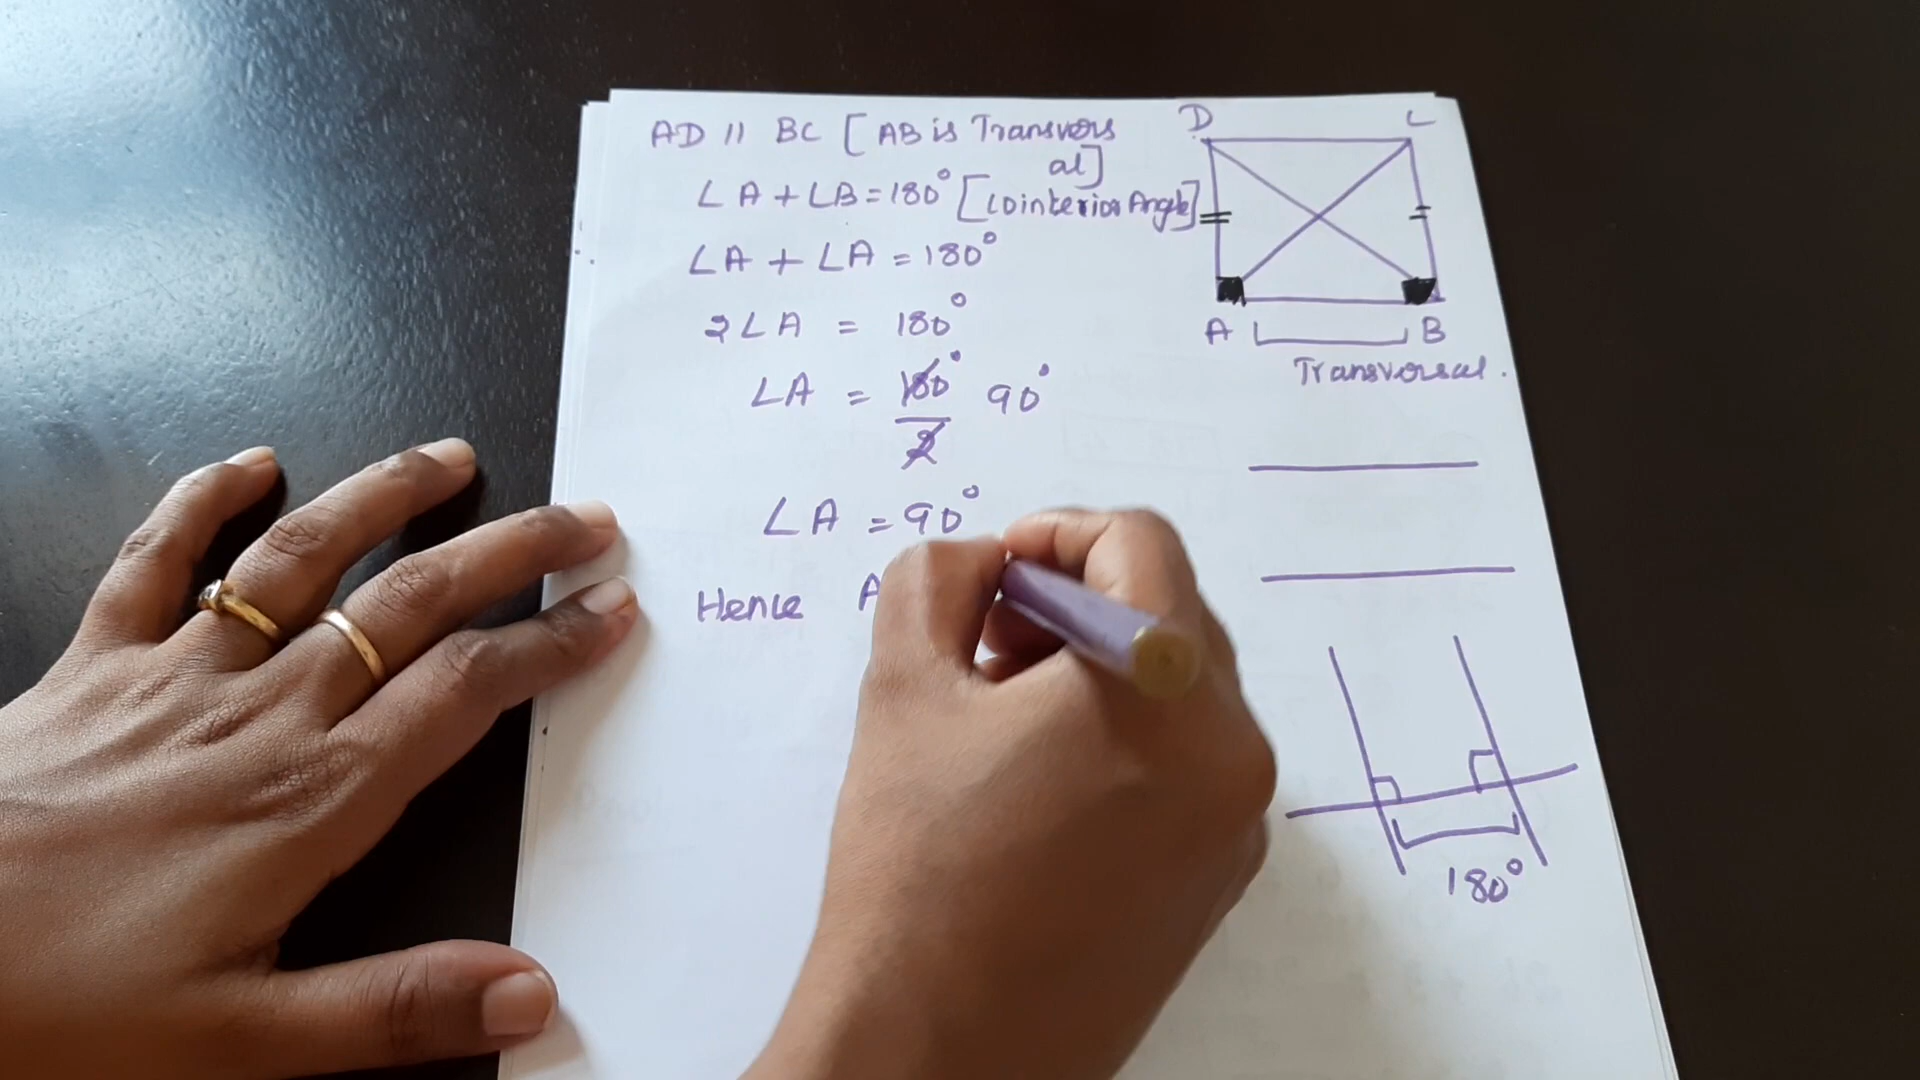 AD || BC [AB is Transvers
al]
∠A + ∠B = 180° [Cointerior Angle]
∠A + ∠A = 180°
2∠A = 180°
∠A = 180° 90°
2
∠A = 90°
Hence A
D C
A B
Transversal.
180°